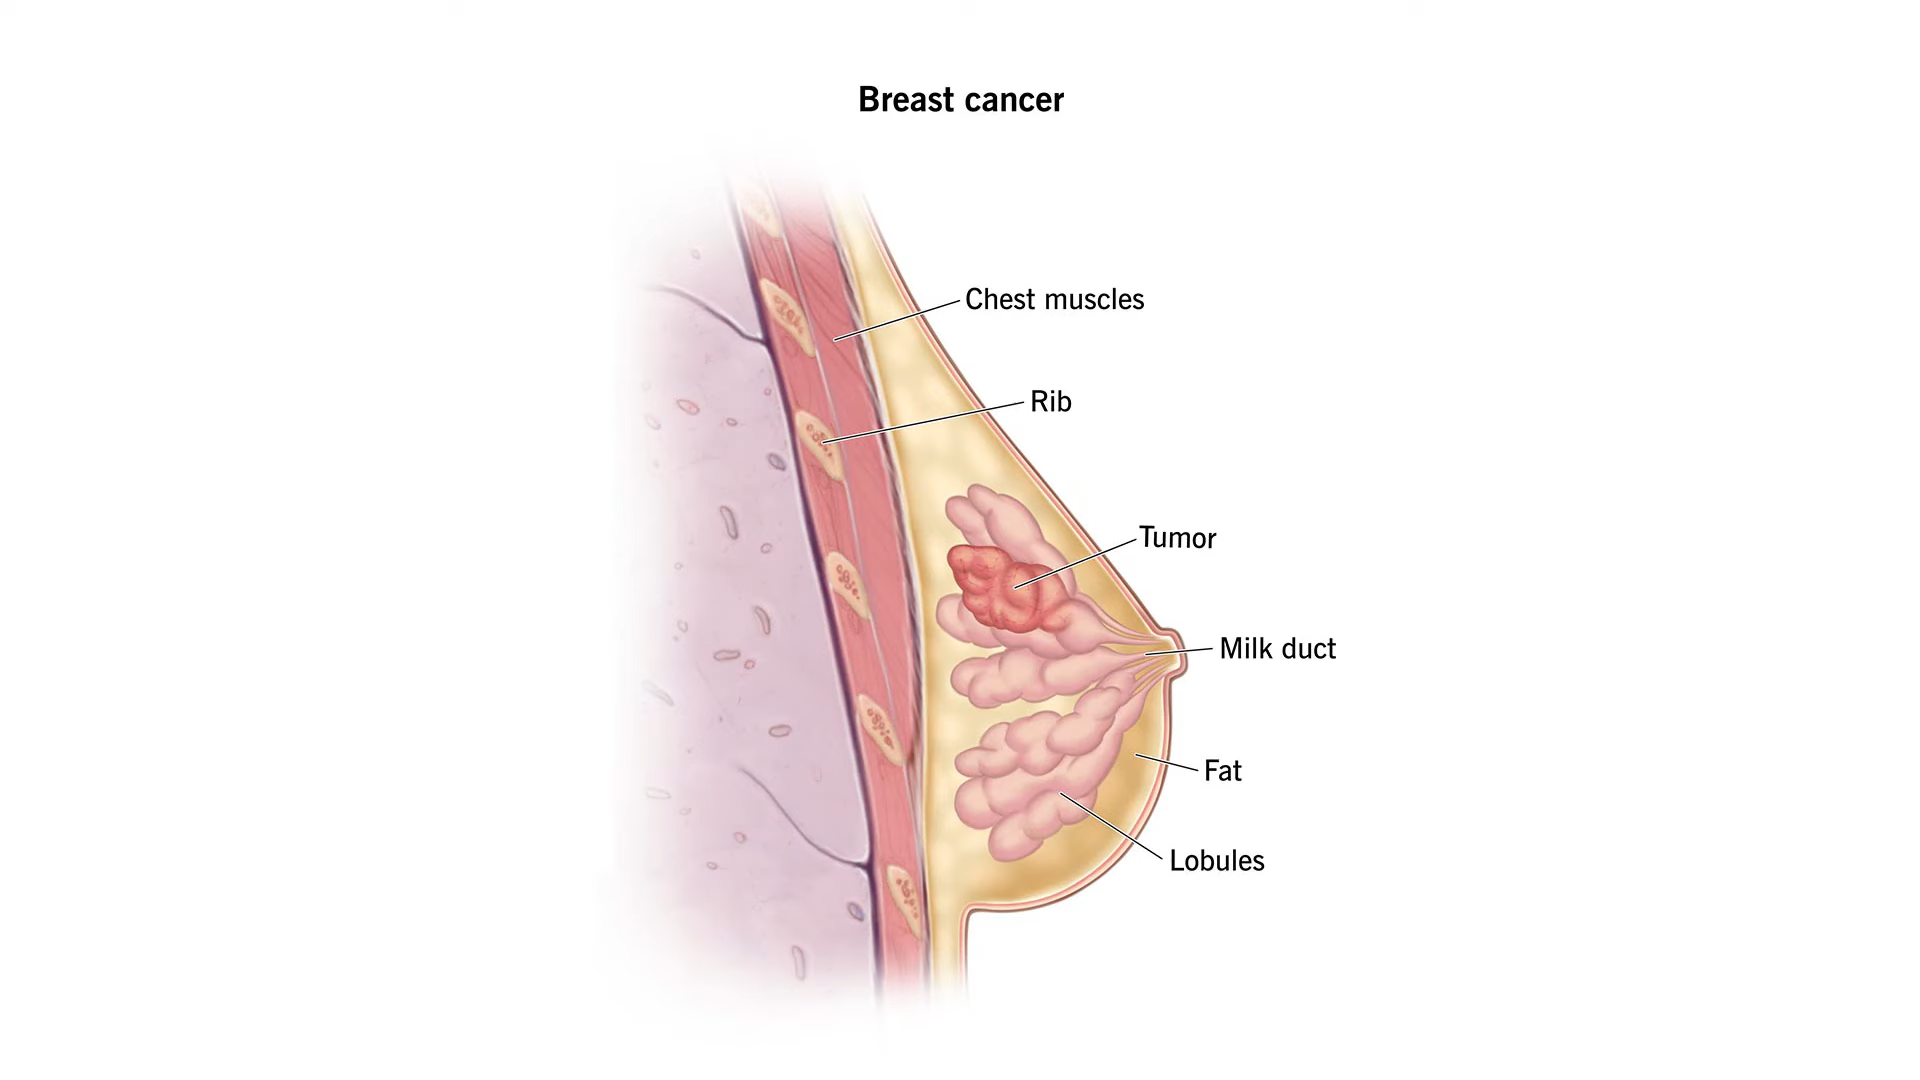 Breast cancer
Chest muscles
Rib
Tumor
Milk duct
Fat
Lobules